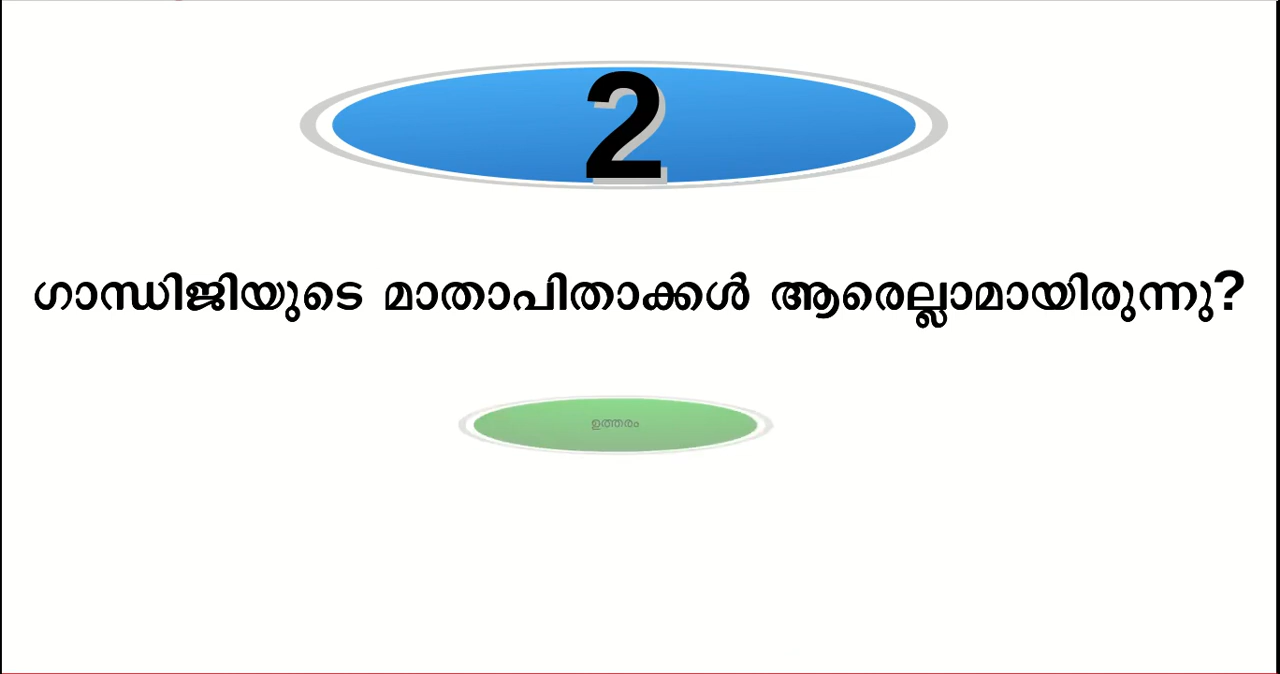 2
ഗാന്ധിജിയുടെ മാതാപിതാക്കൾ ആരെല്ലാമായിരുന്നു?
ഉത്തരം